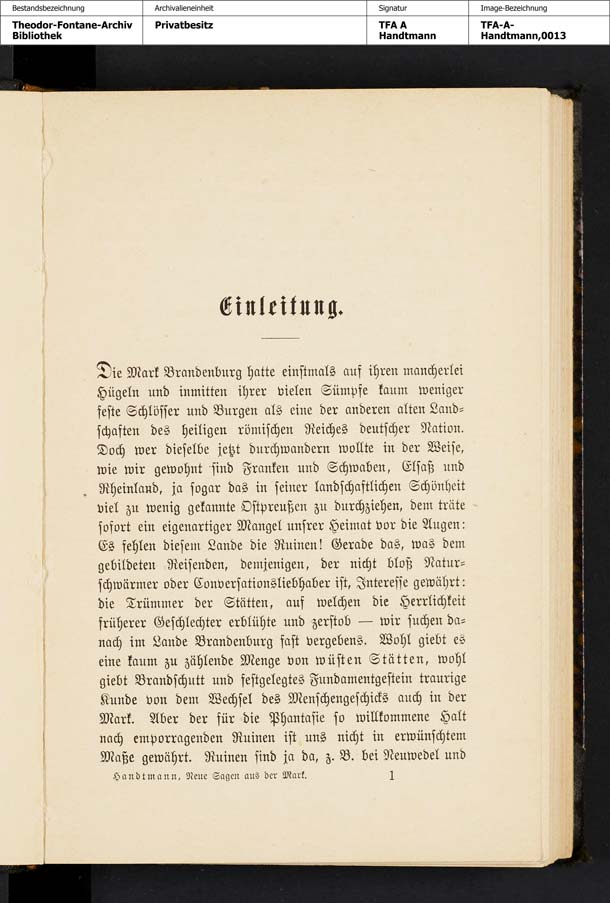 Bestandsbezeichnung
Theodor-Fontane-Archiv
Bibliothek
Archivalieneinheit
Privatbesitz
Signatur
TFA A
Handtmann
Image-Bezeichnung
TFA-A-
Handtmann,0013
Einleitung.
Die Mark Brandenburg hatte einstmals auf ihren mancherlei
Hügeln und inmitten ihrer vielen Sümpfe kaum weniger
feste Schlösser und Burgen als eine der anderen alten Land-
schaften des heiligen römischen Reiches deutscher Nation.
Doch wer dieselbe jetzt durchwandern wollte in der Weise,
wie wir gewohnt sind Franken und Schwaben, Elsaß und
Rheinland, ja sogar das in seiner landschaftlichen Schönheit
viel zu wenig gekannte Ostpreußen zu durchziehen, dem träte
sofort ein eigenartiger Mangel unsrer Heimat vor die Augen:
Es fehlen diesem Lande die Ruinen! Gerade das, was dem
gebildeten Reisenden, demjenigen, der nicht bloß Natur-
schwärmer oder Conversationsliebhaber ist, Interesse gewährt:
die Trümmer der Stätten, auf welchen die Herrlichkeit
früherer Geschlechter erblühte und zerstob — wir suchen da-
nach im Lande Brandenburg fast vergebens. Wohl giebt es
eine kaum zu zählende Menge von wüsten Stätten, wohl
giebt Brandschutt und festgelegtes Fundamentgestein traurige
Kunde von dem Wechsel des Menschengeschicks auch in der
Mark. Aber der für die Phantasie so willkommene Halt
nach emporragenden Ruinen ist uns nicht in erwünschtem
Maße gewährt. Ruinen sind ja da, z. B. bei Neuwedel und
Handtmann, Neue Sagen aus der Mark. 1